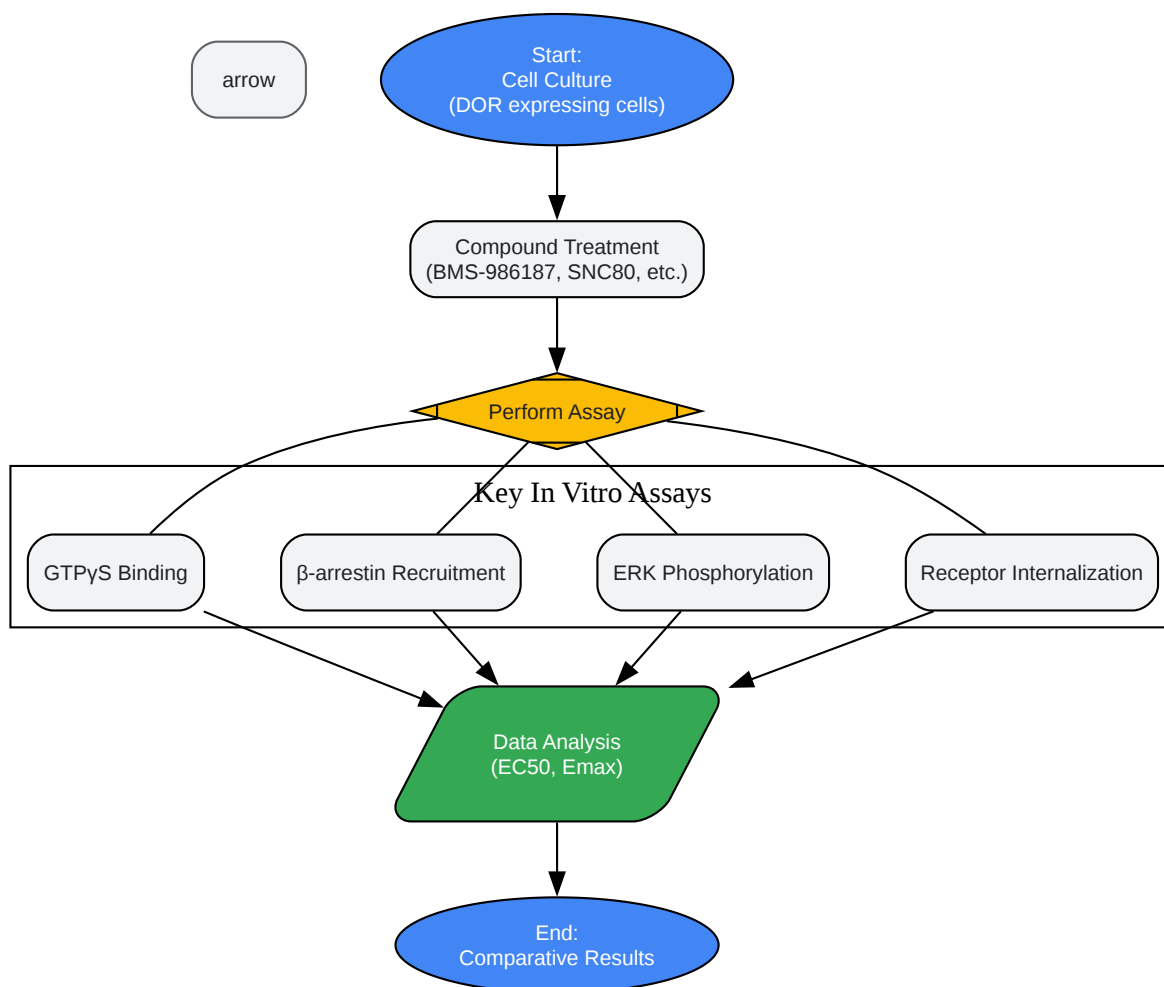 arrow
Start:
Cell Culture
(DOR expressing cells)
Compound Treatment
(BMS-986187, SNC80, etc.)
Perform Assay
Key In Vitro Assays
GTPγS Binding
β-arrestin Recruitment
ERK Phosphorylation
Receptor Internalization
Data Analysis
(EC50, Emax)
End:
Comparative Results